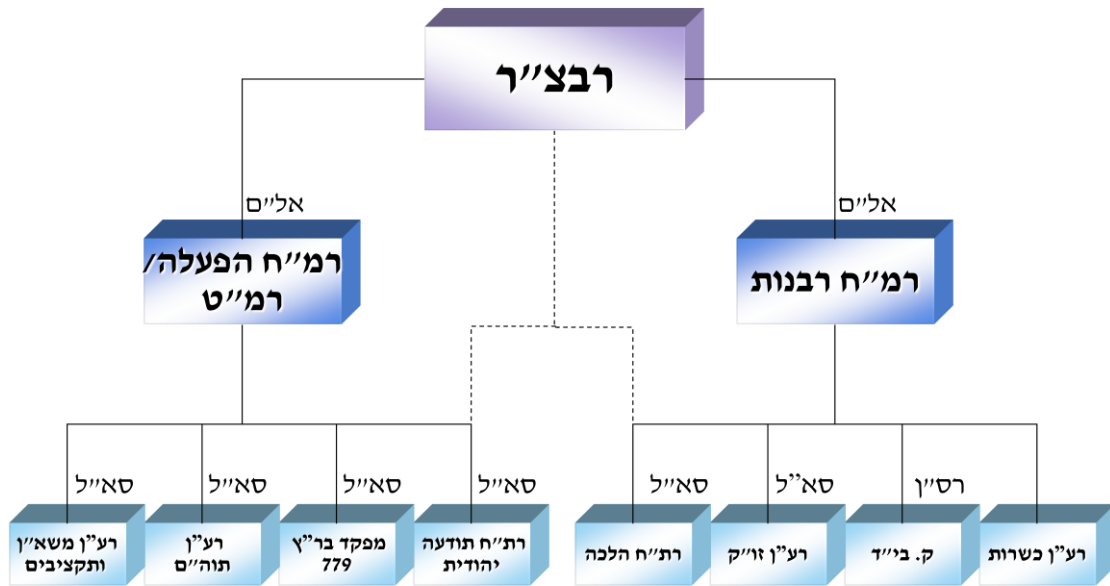 רבצ״ר
אל״ם
אל״ם
רמ״ח רבנות
רמ״ח הפעלה/
רמ״ט
רס״ן
סא״ל
סא״ל
סא״ל
סא״ל
סא״ל
סא״ל
רע״ן כשרות
ק. בי״ד
רע״ן זו״ק
רת״ח הלכה
רת״ח תודעה
יהודית
מפקד בר״ץ
779
רע״ן
תוה״ם
רע״ן משא״ן
ותקציבים